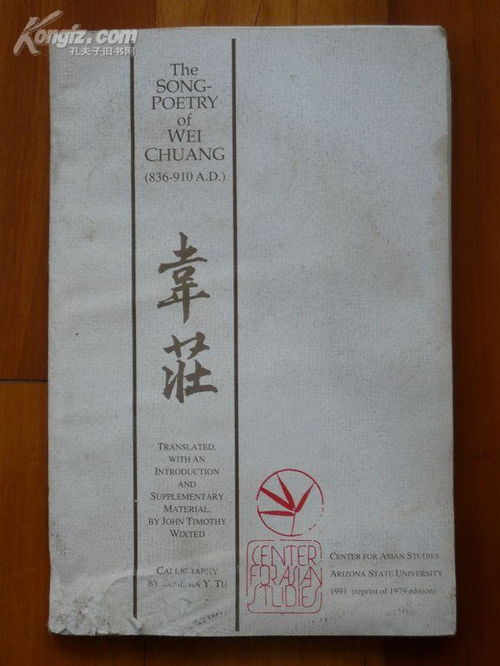 Kongfz.com
孔夫子旧书网
The
SONG-
POETRY
of
WEI
CHUANG
(836-910 A.D.)
韋
莊
TRANSLATED,
WITH AN
INTRODUCTION
AND
SUPPLEMENTARY
MATERIAL,
BY JOHN TIMOTHY
WIXTED
CALLIGRAPHY
BY Y. TU
CENTER
FOR ASIAN
STUDIES
CENTER FOR ASIAN STUDIES
ARIZONA STATE UNIVERSITY
1991 (reprint of 1979 edition)